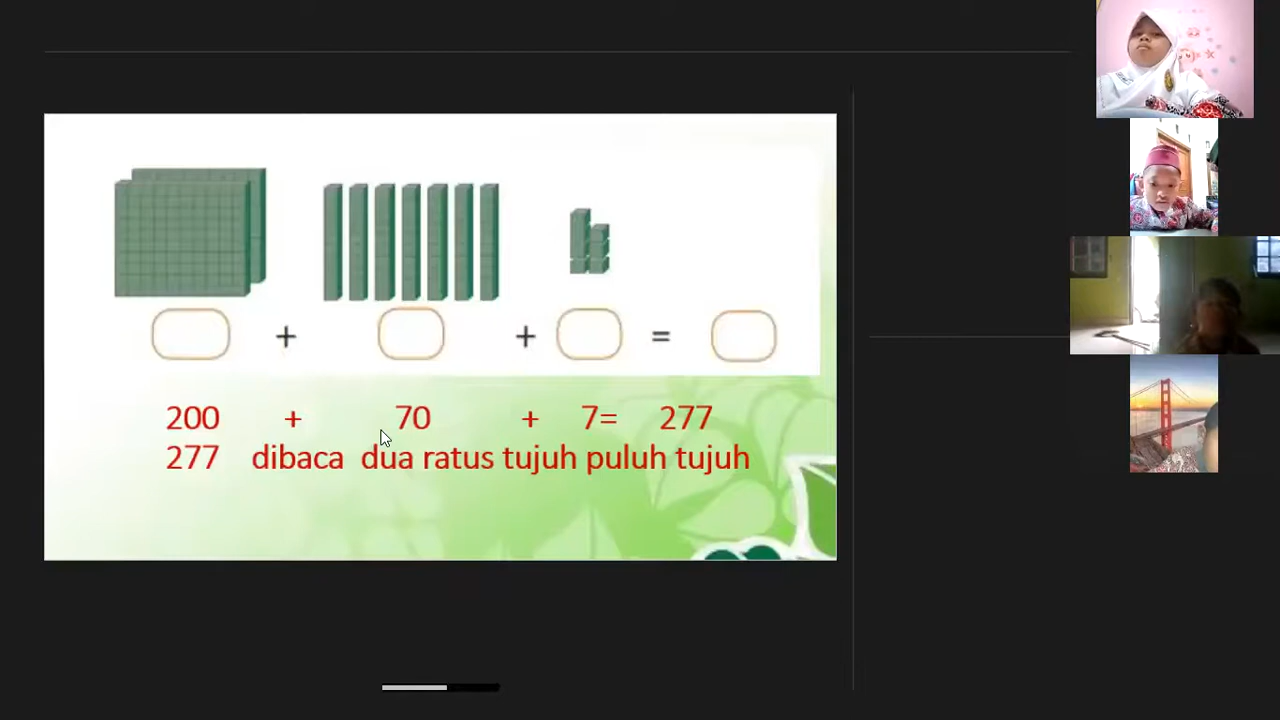 + + =
200 + 70 + 7= 277
277 dibaca dua ratus tujuh puluh tujuh